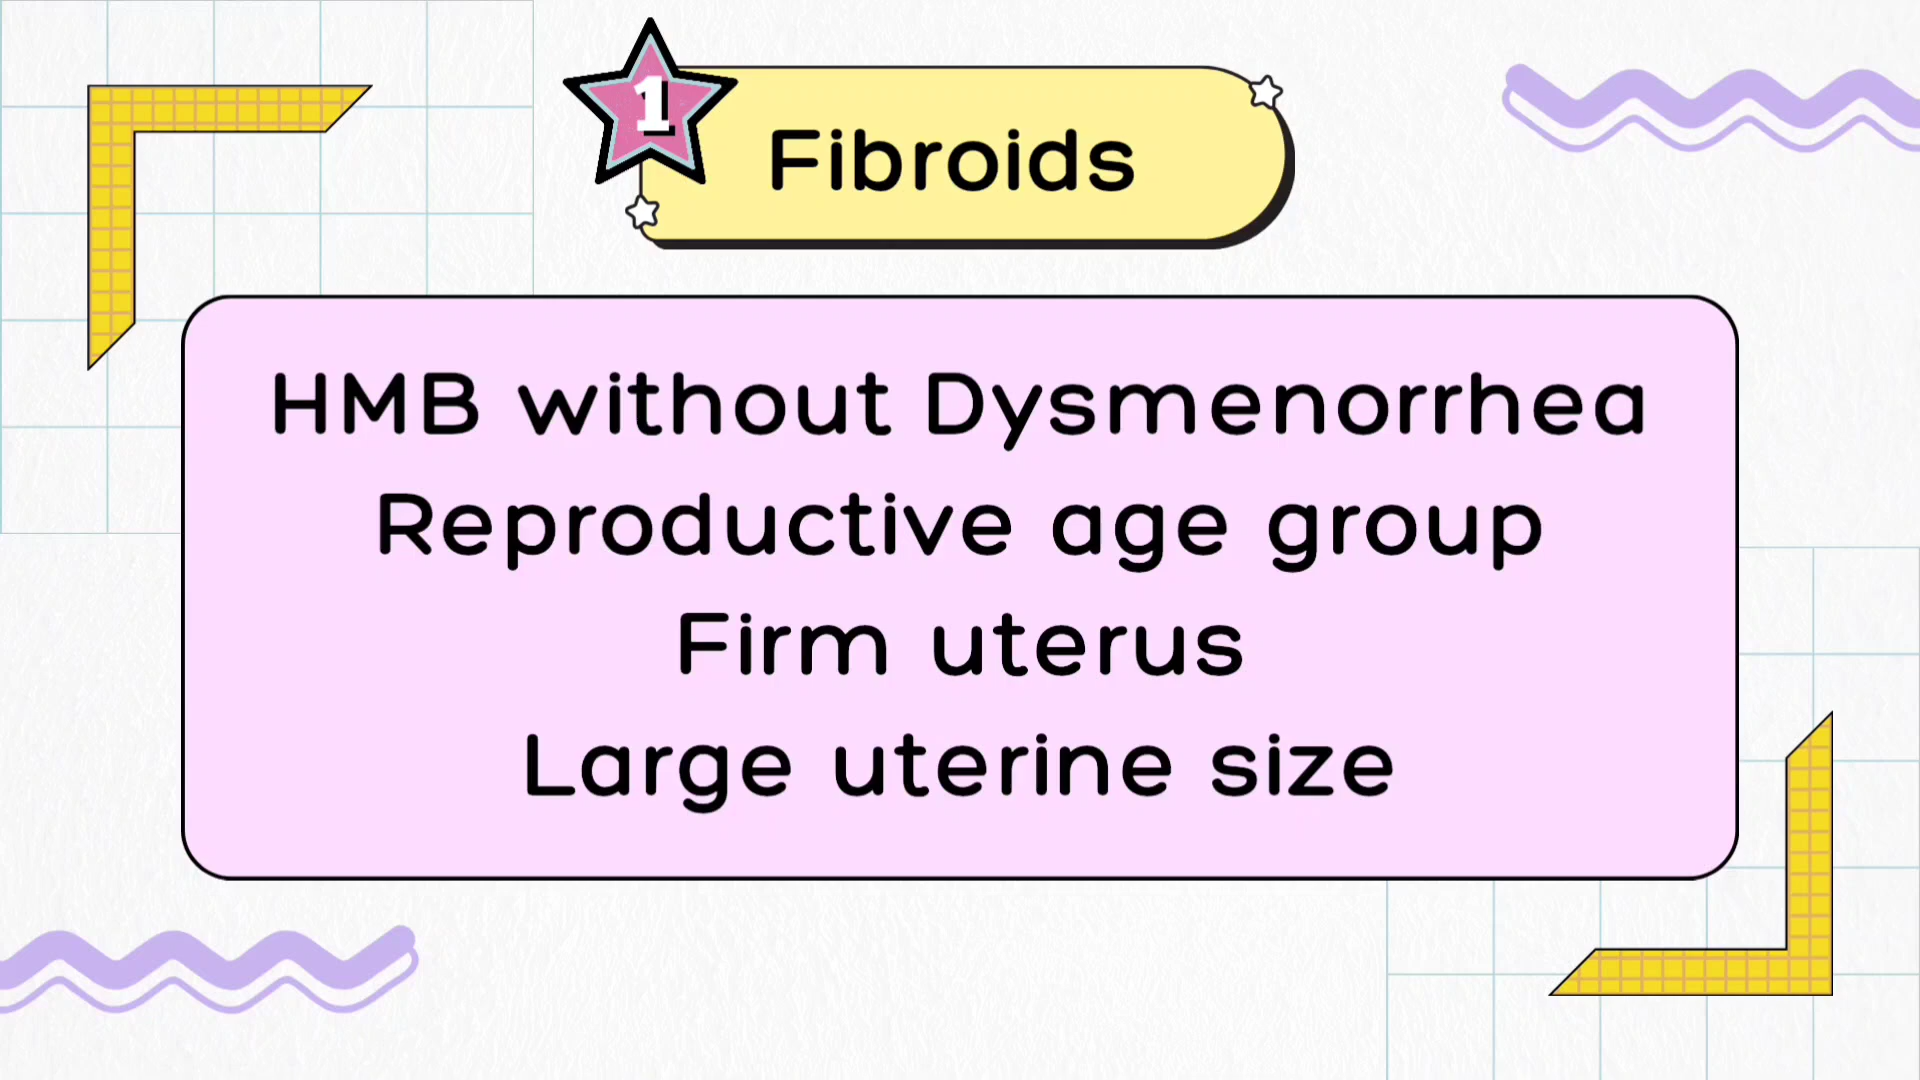 1
Fibroids
HMB without Dysmenorrhea
Reproductive age group
Firm uterus
Large uterine size